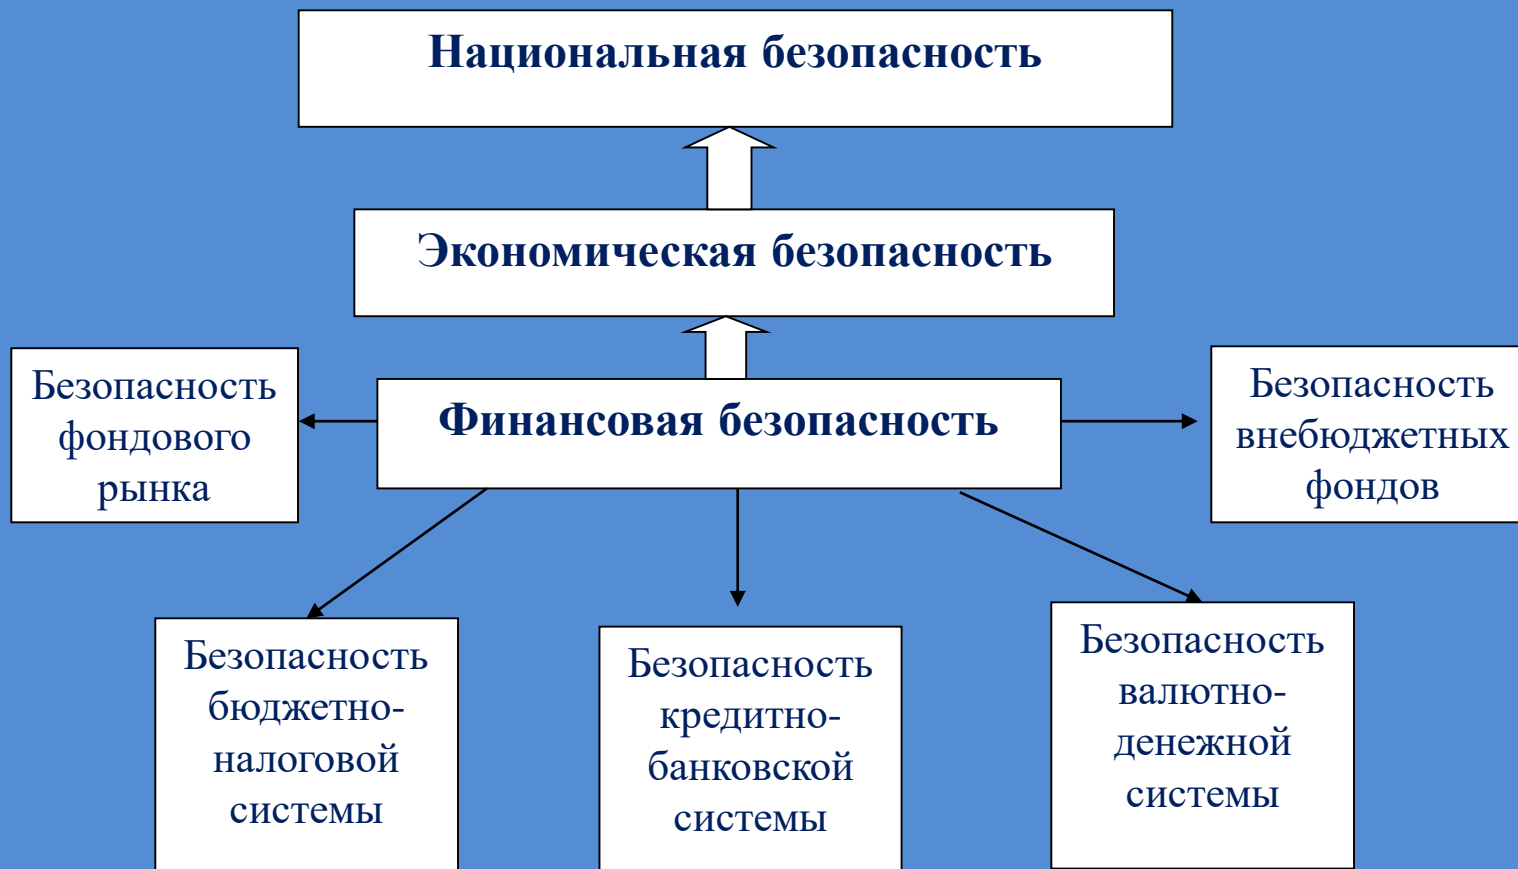 Национальная безопасность
Экономическая безопасность
Безопасность
фондового
рынка
Финансовая безопасность
Безопасность
внебюджетных
фондов
Безопасность
бюджетно-
налоговой
системы
Безопасность
кредитно-
банковской
системы
Безопасность
валютно-
денежной
системы